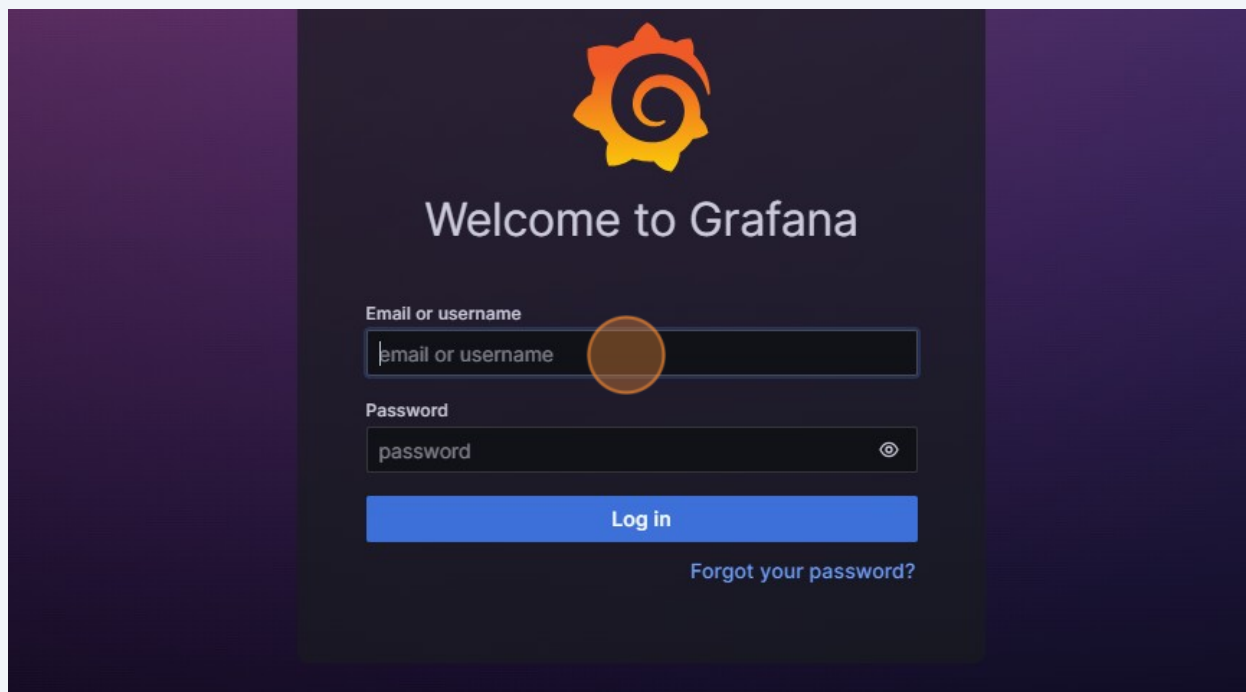 Welcome to Grafana
Email or username
email or username
Password
password
Log in
Forgot your password?